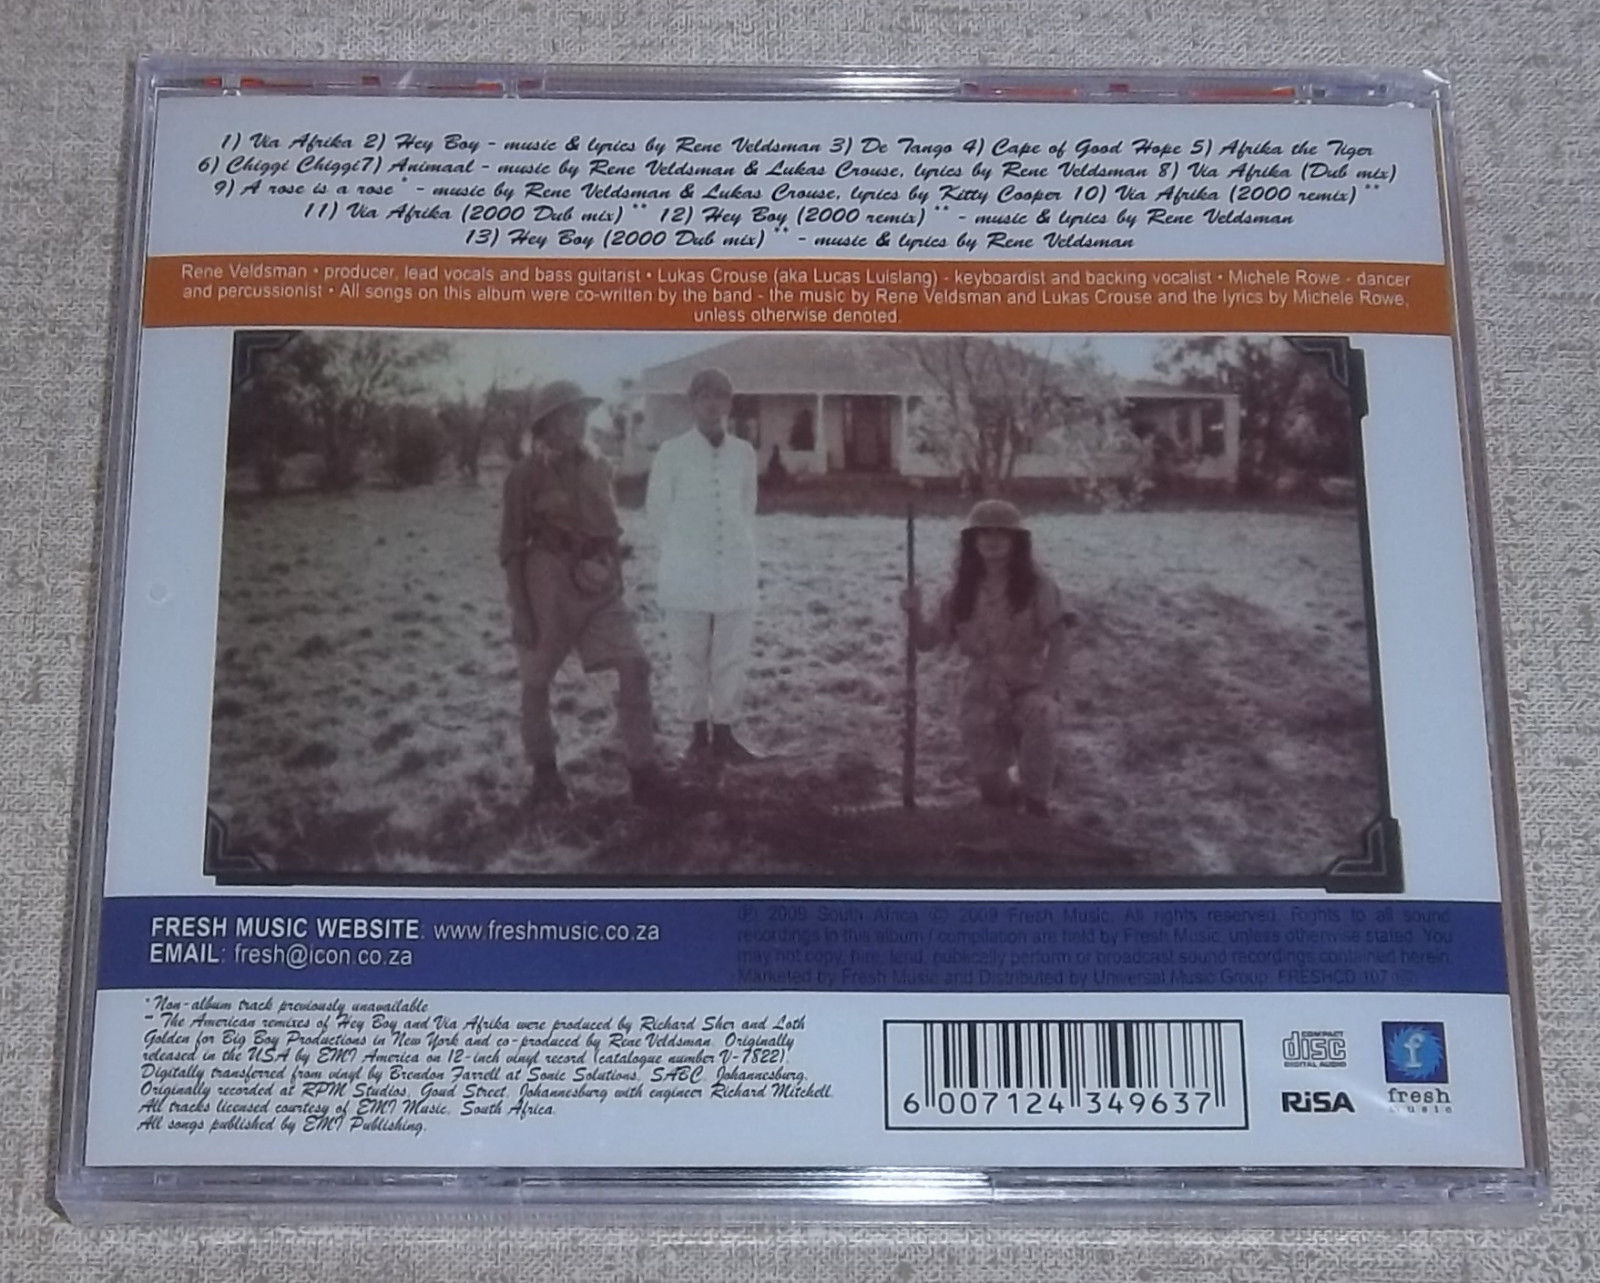 1) Via Afrika 2) Hey Boy - music & lyrics by Rene Veldsman 3) De Tango 4) Cape of Good Hope 5) Afrika the Tiger
6) Chiggi Chiggi7) Animaal - music by Rene Veldsman & Lukas Crouse, lyrics by Rene Veldsman 8) Via Afrika (Dub mix)
9) A rose is a rose * - music by Rene Veldsman & Lukas Crouse, lyrics by Kitty Cooper 10) Via Afrika (2000 remix) **
11) Via Afrika (2000 Dub mix) ** 12) Hey Boy (2000 remix) ** - music & lyrics by Rene Veldsman
13) Hey Boy (2000 Dub mix) ** - music & lyrics by Rene Veldsman
Rene Veldsman • producer, lead vocals and bass guitarist • Lukas Crouse (aka Lucas Luislang) - keyboardist and backing vocalist • Michele Rowe - dancer
and percussionist • All songs on this album were co-written by the band - the music by Rene Veldsman and Lukas Crouse and the lyrics by Michele Rowe,
unless otherwise denoted.
FRESH MUSIC WEBSITE: www.freshmusic.co.za
EMAIL: fresh@icon.co.za
℗ 2009 South Africa © 2009 Fresh Music. All rights reserved. Rights to all sound
recordings in this album / compilation are held by Fresh Music, unless otherwise stated. You
may not copy, hire, lend, publically perform or broadcast sound recordings contained herein.
Marketed by Fresh Music and Distributed by Universal Music Group. FRESHCD 107
* Non-album track previously unavailable
** The American remixes of Hey Boy and Via Afrika were produced by Richard Sher and Loth
Golden for Big Boy Productions in New York and co-produced by Rene Veldsman. Originally
released in the USA by EMI America on 12-inch vinyl record (catalogue number V-7822).
Digitally transferred from vinyl by Brendon Farrell at Sonic Solutions, SABC, Johannesburg.
Originally recorded at RPM Studios, Goud Street, Johannesburg with engineer Richard Mitchell.
All tracks licensed courtesy of EMI Music, South Africa.
All songs published by EMI Publishing.
6 007124 349637
COMPACT
disc
DIGITAL AUDIO
RiSA
f
fresh
music